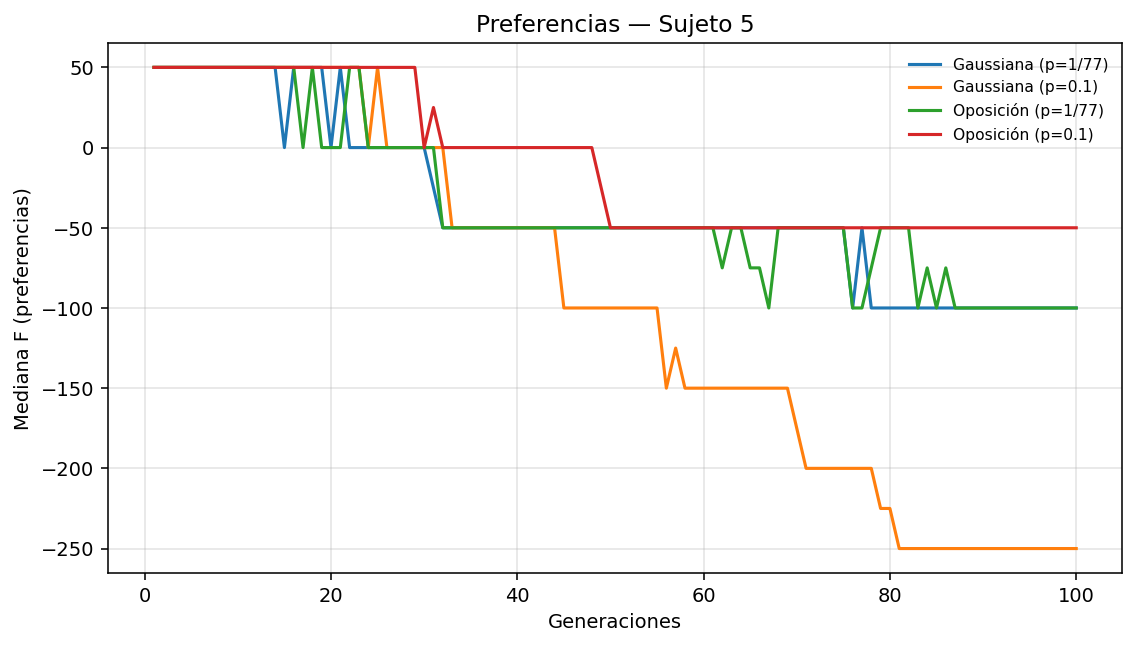 Preferencias — Sujeto 5
Gaussiana (p=1/77)
Gaussiana (p=0.1)
Oposición (p=1/77)
Oposición (p=0.1)
Mediana F (preferencias)
50
0
−50
−100
−150
−200
−250
0 20 40 60 80 100
Generaciones